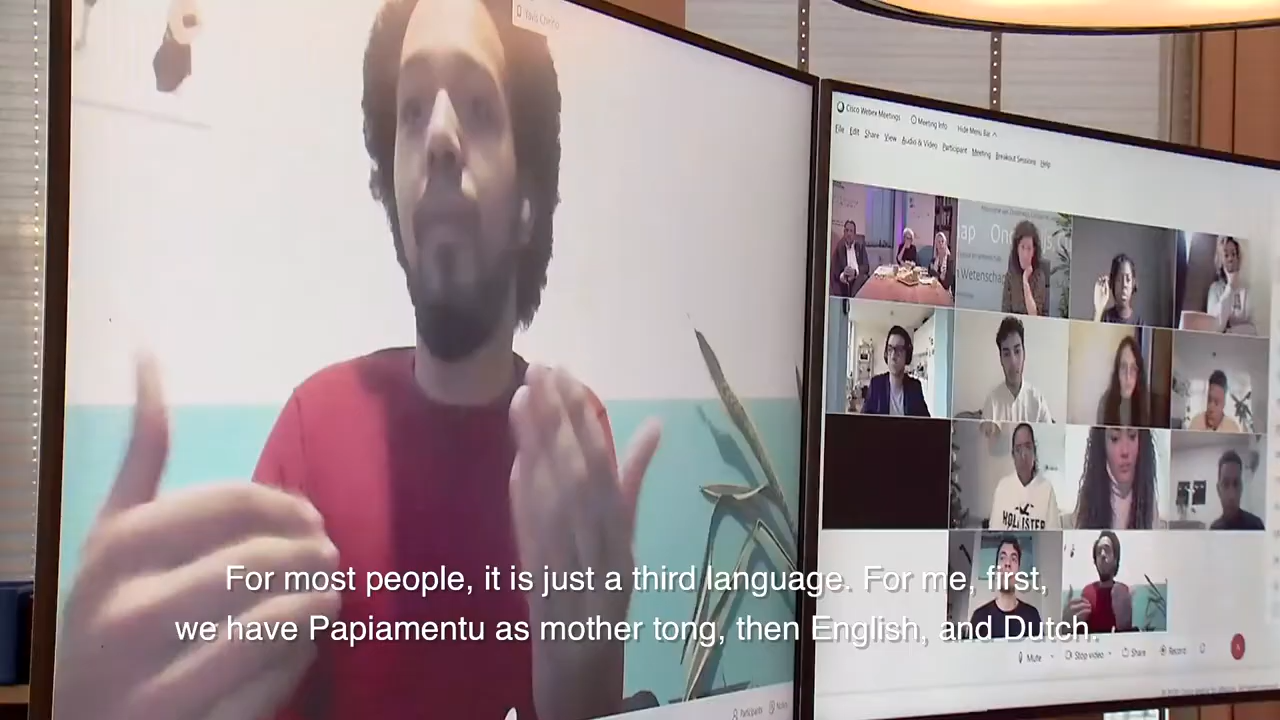 Cisco Webex Meetings
Meeting Info
Hide Menu Bar
File Edit Share View Audio & Video Participant Meeting Breakout Sessions Help
HOLLISTER
For most people, it is just a third language. For me, first,
we have Papiamentu as mother tong, then English, and Dutch.
Mute
Stop video
Share
Record
Participants